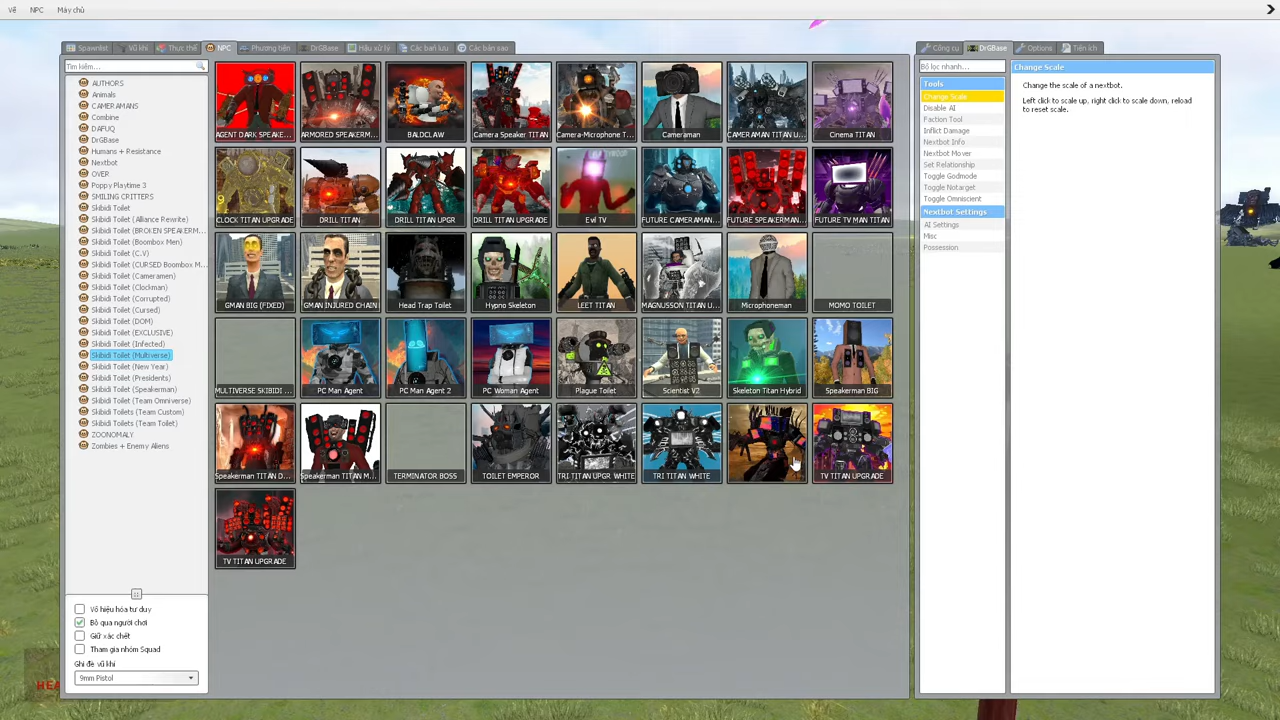 Vẽ NPC Máy chủ
Spawnlist Vũ khí Thực thể NPC Phương tiện DrGBase Hậu xử lý Các bản lưu Các bản sao
Công cụ DrGBase Options Tiện ích
Tìm kiếm...
AUTHORS
Animals
CAMERAMANS
Combine
DAFUQ
DrGBase
Humans + Resistance
Nextbot
OVER
Poppy Playtime 3
SMILING CRITTERS
Skibidi Toilet
Skibidi Toilet (Alliance Rewrite)
Skibidi Toilet (BROKEN SPEAKERM...
Skibidi Toilet (Boombox Men)
Skibidi Toilet (C.V)
Skibidi Toilet (CURSED Boombox M...
Skibidi Toilet (Cameramen)
Skibidi Toilet (Clockman)
Skibidi Toilet (Corrupted)
Skibidi Toilet (Cursed)
Skibidi Toilet (DOM)
Skibidi Toilet (EXCLUSIVE)
Skibidi Toilet (Infected)
Skibidi Toilet (Multiverse)
Skibidi Toilet (New Year)
Skibidi Toilet (Presidents)
Skibidi Toilet (Speakerman)
Skibidi Toilet (Team Omniverse)
Skibidi Toilets (Team Custom)
Skibidi Toilets (Team Toilet)
ZOONOMALY
Zombies + Enemy Aliens
Vô hiệu hóa tư duy
Bỏ qua người chơi
Giữ xác chết
Tham gia nhóm Squad
Ghi đè vũ khí
9mm Pistol
AGENT DARK SPEAKE... ARMORED SPEAKERM... BALDCLAW Camera Speaker TITAN Camera-Microphone T... Cameraman CAMERAMAN TITAN U... Cinema TITAN
CLOCK TITAN UPGRADE DRILL TITAN DRILL TITAN UPGR DRILL TITAN UPGRADE Evil TV FUTURE CAMERAMAN... FUTURE SPEAKERMAN... FUTURE TV MAN TITAN
GMAN BIG (FIXED) GMAN INJURED CHAIN Head Trap Toilet Hypno Skeleton LEET TITAN MAGNUSSON TITAN U... Microphoneman MOMO TOILET
MULTIVERSE SKIBIDI ... PC Man Agent PC Man Agent 2 PC Woman Agent Plague Toilet Scientist V2 Skeleton Titan Hybrid Speakerman BIG
Speakerman TITAN D... Speakerman TITAN M... TERMINATOR BOSS TOILET EMPEROR TRI TITAN UPGR WHITE TRI TITAN WHITE TV TITAN UPGRADE
TV TITAN UPGRADE
Bộ lọc nhanh...
Tools
Change Scale
Disable AI
Faction Tool
Inflict Damage
Nextbot Info
Nextbot Mover
Set Relationship
Toggle Godmode
Toggle Notarget
Toggle Omniscient
Nextbot Settings
AI Settings
Misc
Possession
Change Scale
Change the scale of a nextbot.
Left click to scale up, right click to scale down, reload
to reset scale.